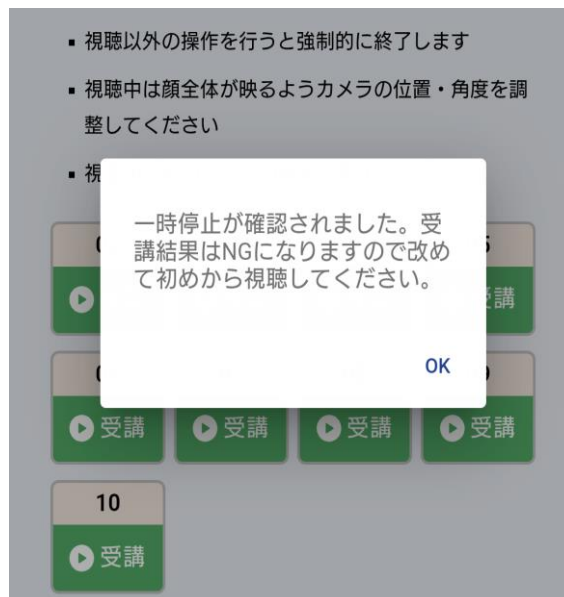 視聴以外の操作を行うと強制的に終了します
視聴中は顔全体が映るようカメラの位置・角度を調
整してください
視
一時停止が確認されました。受
講結果はNGになりますので改め
て初めから視聴してください。
OK
0
講
0
9
受講
受講
受講
受講
10
受講